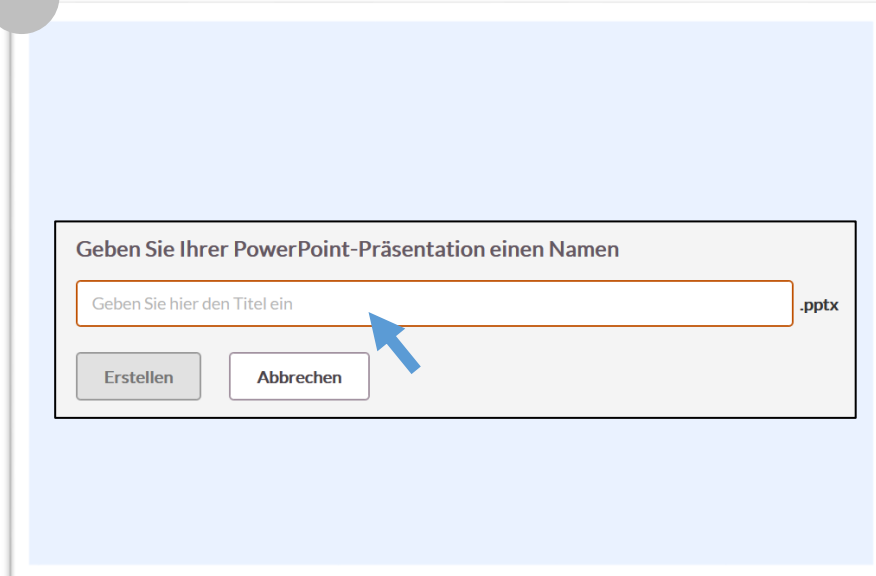 Geben Sie Ihrer PowerPoint-Präsentation einen Namen
Geben Sie hier den Titel ein
.pptx
Erstellen
Abbrechen